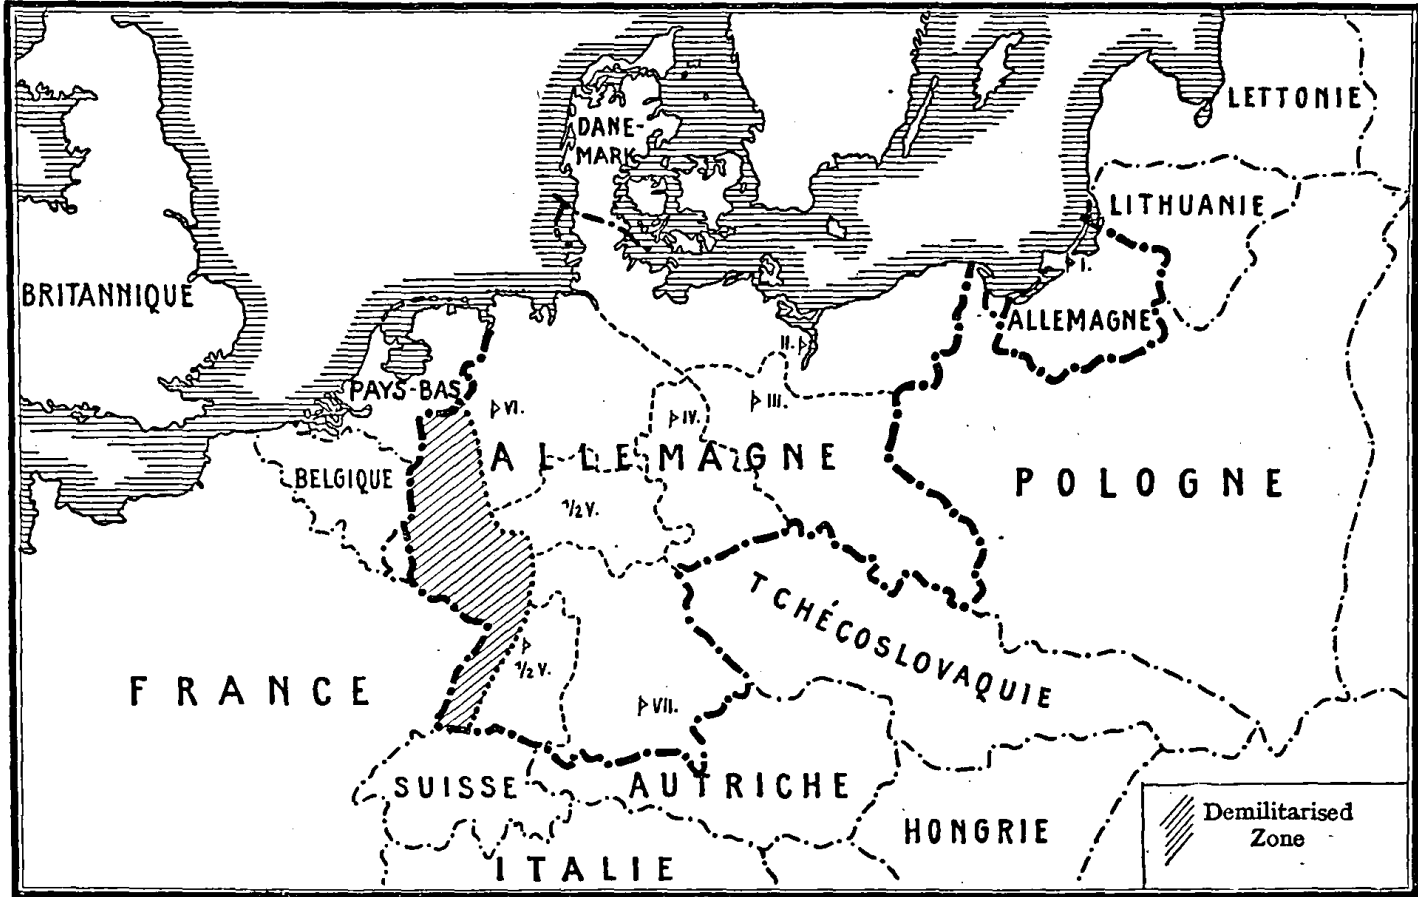 LETTONIE
DANE-
MARK
LITHUANIE
I.
BRITANNIQUE
ALLEMAGNE
II.
PAYS-BAS
VI.
III.
IV.
ALLEMAGNE
BELGIQUE
POLOGNE
1/2 V.
TCHÉCOSLOVAQUIE
1/2 V.
FRANCE
VII.
SUISSE
AUTRICHE
HONGRIE
ITALIE
Demilitarised
Zone